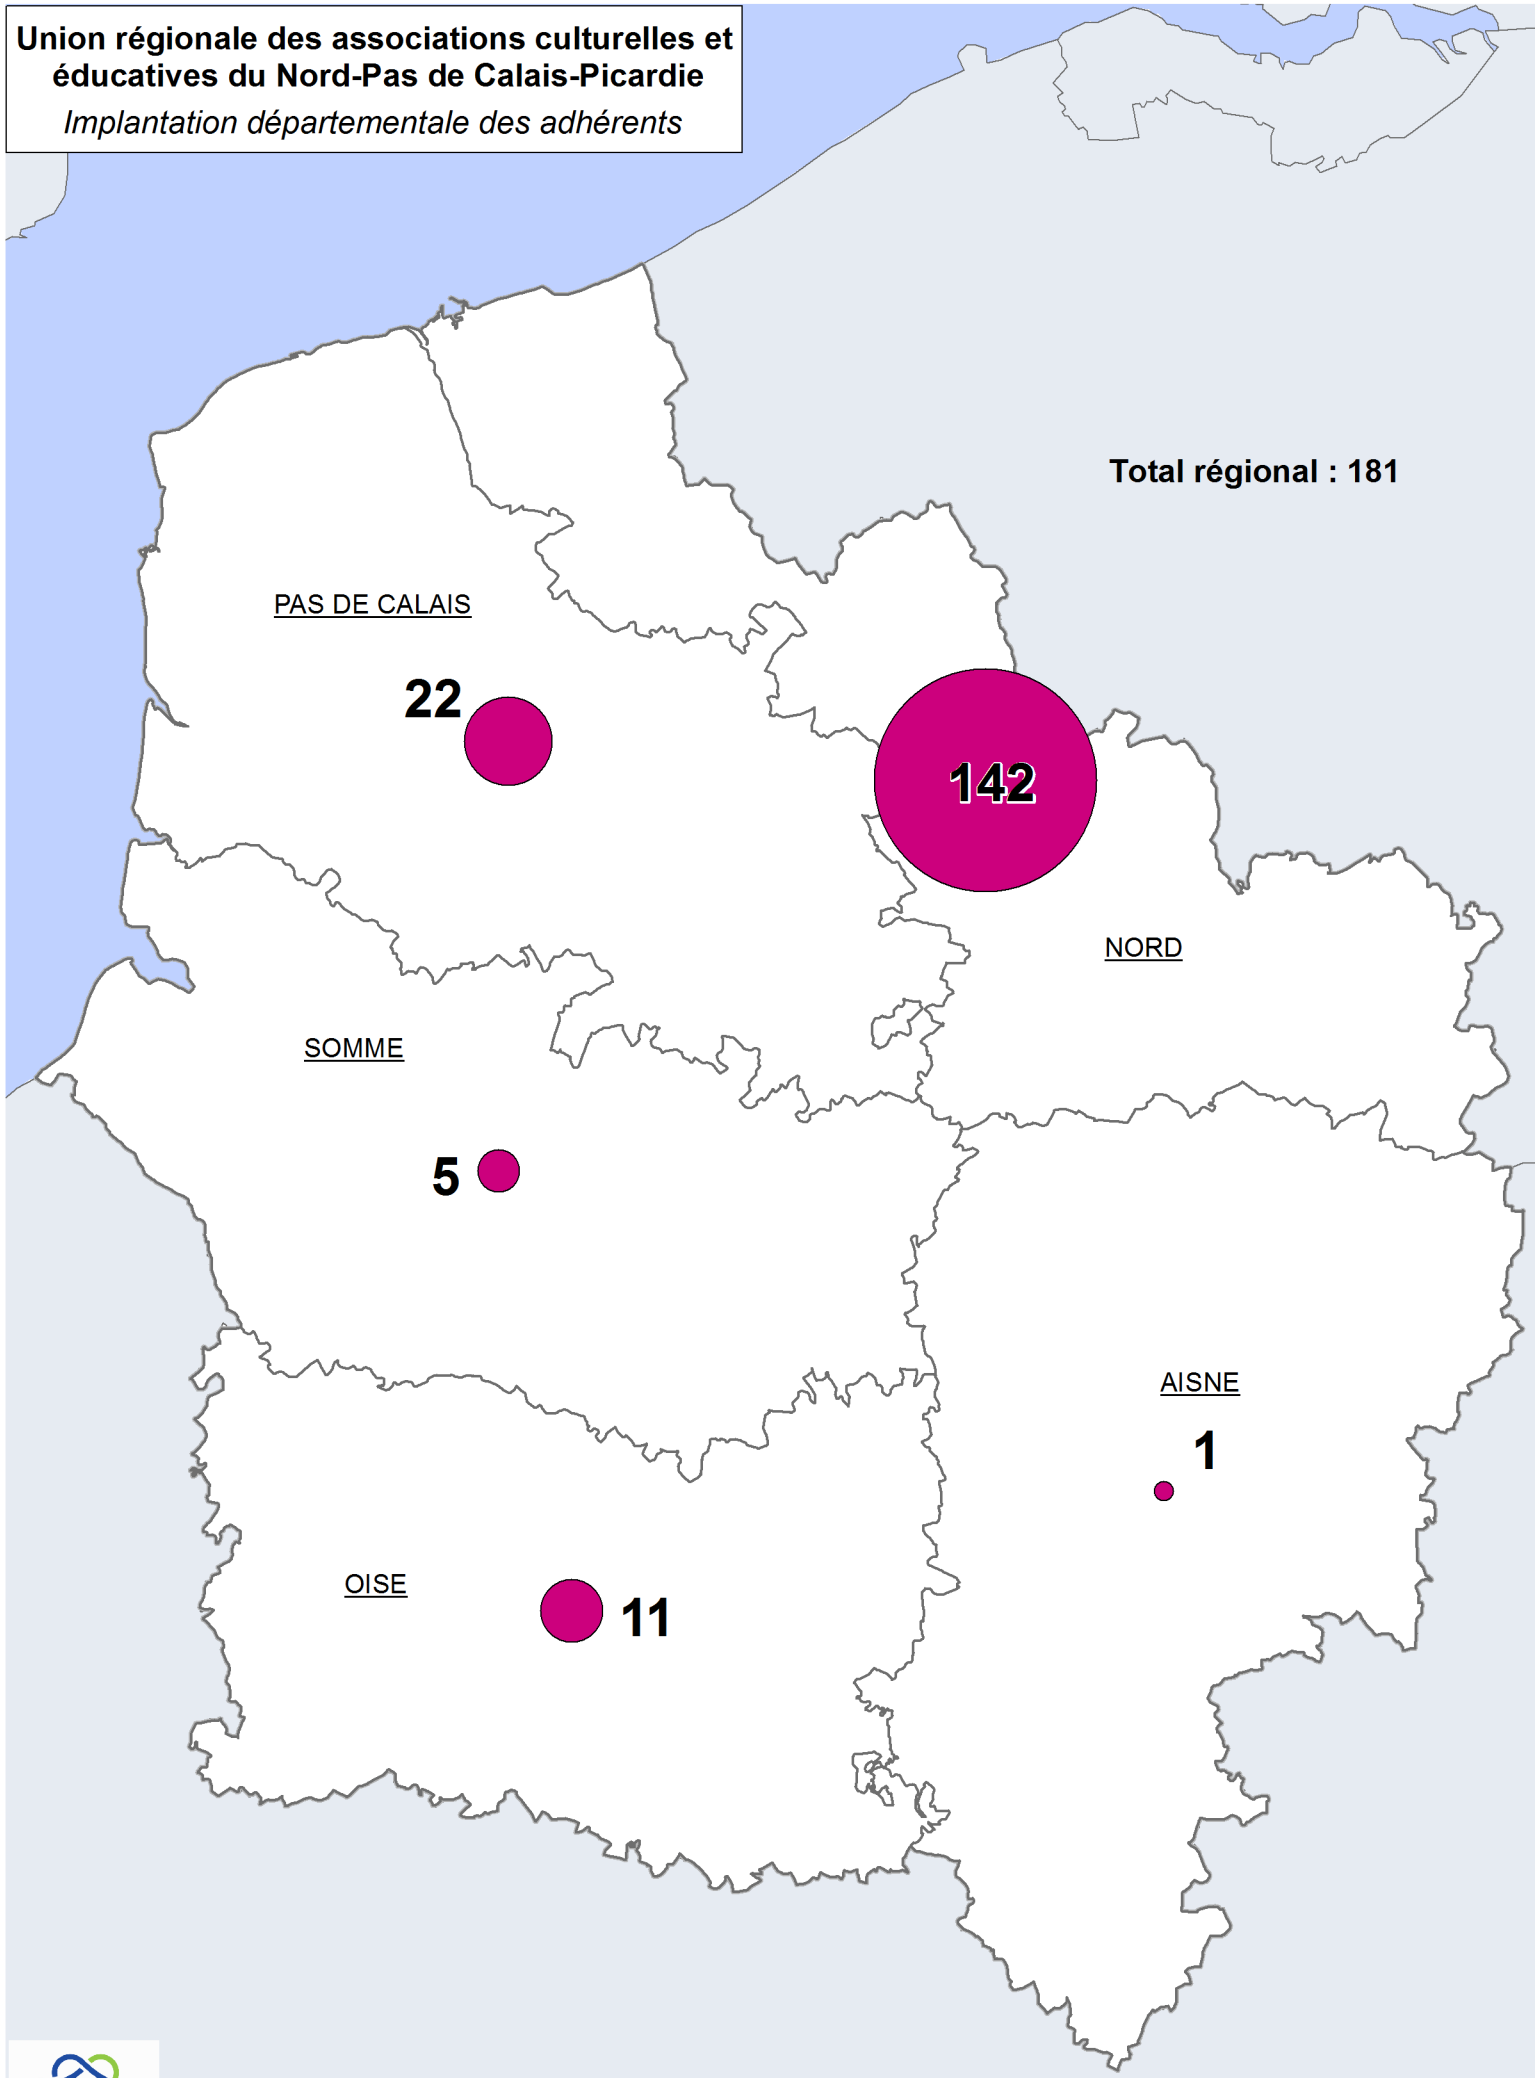 Union régionale des associations culturelles et
éducatives du Nord-Pas de Calais-Picardie
Implantation départementale des adhérents
Total régional : 181
PAS DE CALAIS
22
142
NORD
SOMME
5
AISNE
1
OISE
11